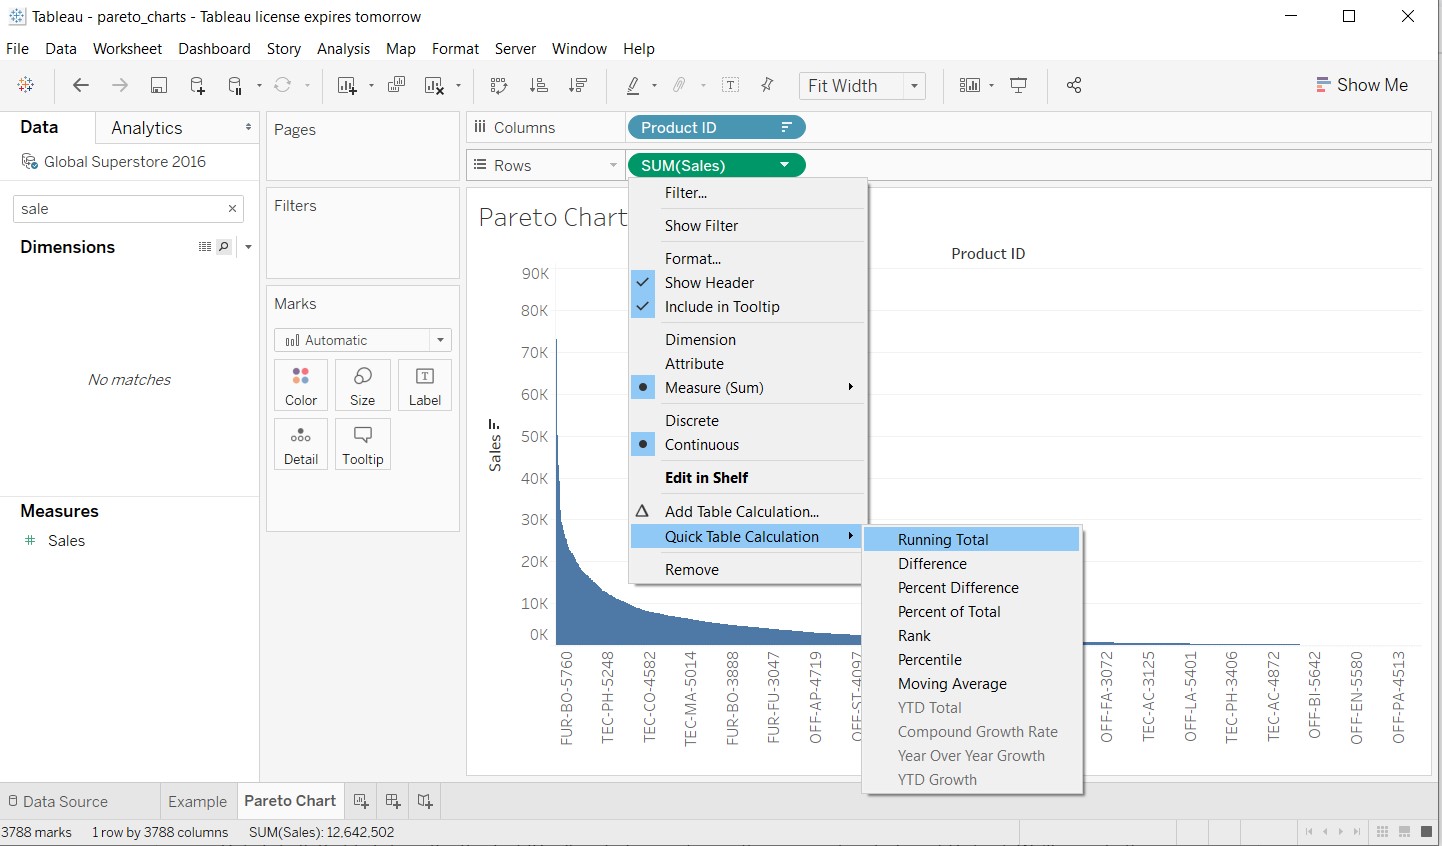 Tableau - pareto_charts - Tableau license expires tomorrow
File Data Worksheet Dashboard Story Analysis Map Format Server Window Help
Fit Width
Show Me
Data
Analytics
Global Superstore 2016
sale
Dimensions
No matches
Measures
Sales
Pages
Filters
Marks
Automatic
Color
Size
Label
Detail
Tooltip
Columns
Product ID
Rows
SUM(Sales)
Pareto Chart
Product ID
Sales
90K
80K
70K
60K
50K
40K
30K
20K
10K
0K
FUR-BO-5760
TEC-PH-5248
TEC-CO-4582
TEC-MA-5014
FUR-BO-3888
FUR-FU-3047
OFF-AP-4719
OFF-ST-4097
OFF-FA-3072
TEC-AC-3125
OFF-LA-5401
TEC-PH-3406
TEC-AC-4872
OFF-BI-5642
OFF-EN-5580
OFF-PA-4513
Filter...
Show Filter
Format...
Show Header
Include in Tooltip
Dimension
Attribute
Measure (Sum)
Discrete
Continuous
Edit in Shelf
Add Table Calculation...
Quick Table Calculation
Remove
Running Total
Difference
Percent Difference
Percent of Total
Rank
Percentile
Moving Average
YTD Total
Compound Growth Rate
Year Over Year Growth
YTD Growth
Data Source
Example
Pareto Chart
3788 marks
1 row by 3788 columns
SUM(Sales): 12,642,502